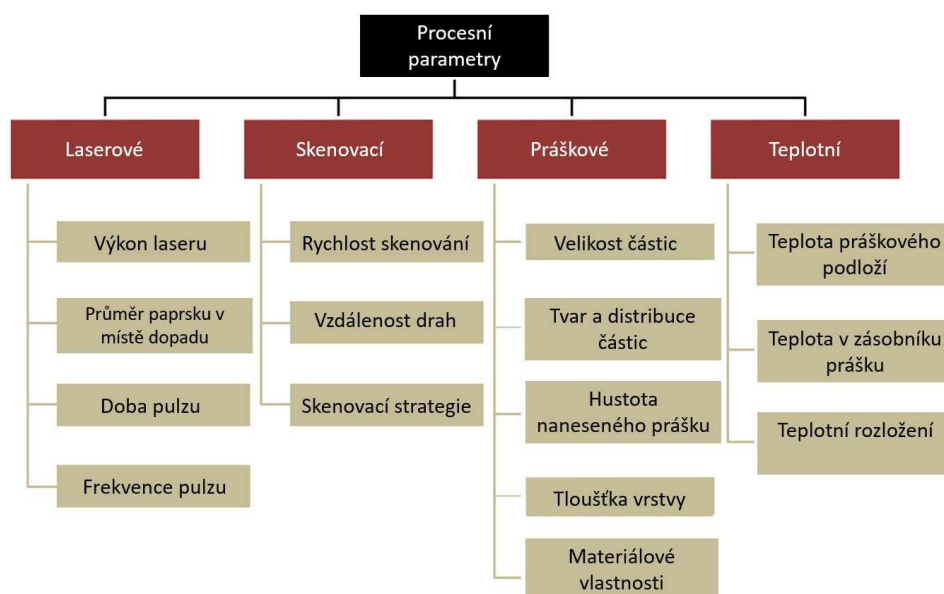 Procesní
parametry
Laserové
Výkon laseru
Průměr paprsku v
místě dopadu
Doba pulzu
Frekvence pulzu
Skenovací
Rychlost skenování
Vzdálenost drah
Skenovací strategie
Práškové
Velikost částic
Tvar a distribuce
částic
Hustota
naneseného prášku
Tloušťka vrstvy
Materiálové
vlastnosti
Teplotní
Teplota práškového
podloží
Teplota v zásobníku
prášku
Teplotní rozložení